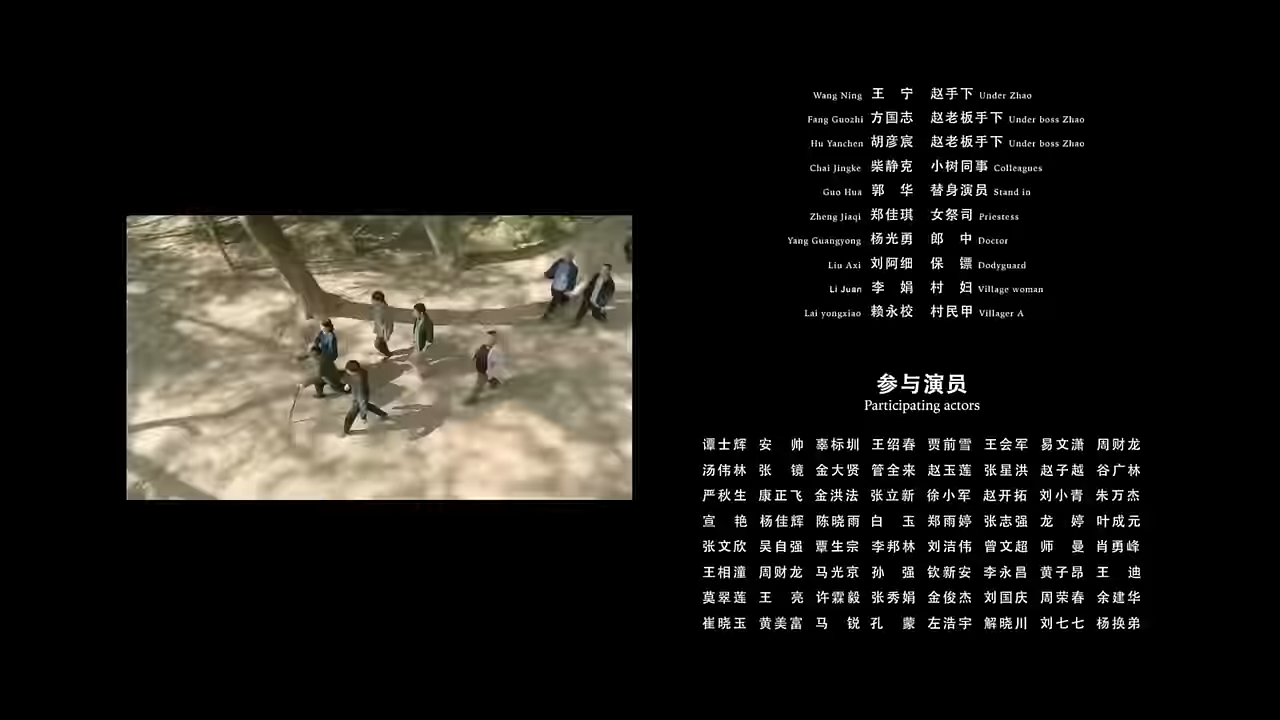 Wang Ning 王 宁 赵手下 Under Zhao
Fang Guozhi 方国志 赵老板手下 Under boss Zhao
Hu Yanchen 胡彦宸 赵老板手下 Under boss Zhao
Chai Jingke 柴静克 小树同事 Colleagues
Guo Hua 郭 华 替身演员 Stand in
Zheng Jiaqi 郑佳琪 女祭司 Priestess
Yang Guangyong 杨光勇 郎 中 Doctor
Liu Axi 刘阿细 保 镖 Dodyguard
Li Juan 李 娟 村 妇 Village woman
Lai yongxiao 赖永校 村民甲 Villager A
参与演员
Participating actors
谭士辉 安 帅 辜标圳 王绍春 贾前雪 王会军 易文潇 周财龙
汤伟林 张 镜 金大贤 管全来 赵玉莲 张星洪 赵子越 谷广林
严秋生 康正飞 金洪法 张立新 徐小军 赵开拓 刘小青 朱万杰
宣 艳 杨佳辉 陈晓雨 白 玉 郑雨婷 张志强 龙 婷 叶成元
张文欣 吴自强 覃生宗 李邦林 刘洁伟 曾文超 师 曼 肖勇峰
王相潼 周财龙 马光京 孙 强 钦新安 李永昌 黄子昂 王 迪
莫翠莲 王 亮 许霖毅 张秀娟 金俊杰 刘国庆 周荣春 余建华
崔晓玉 黄美富 马 锐 孔 蒙 左浩宇 解晓川 刘七七 杨换弟